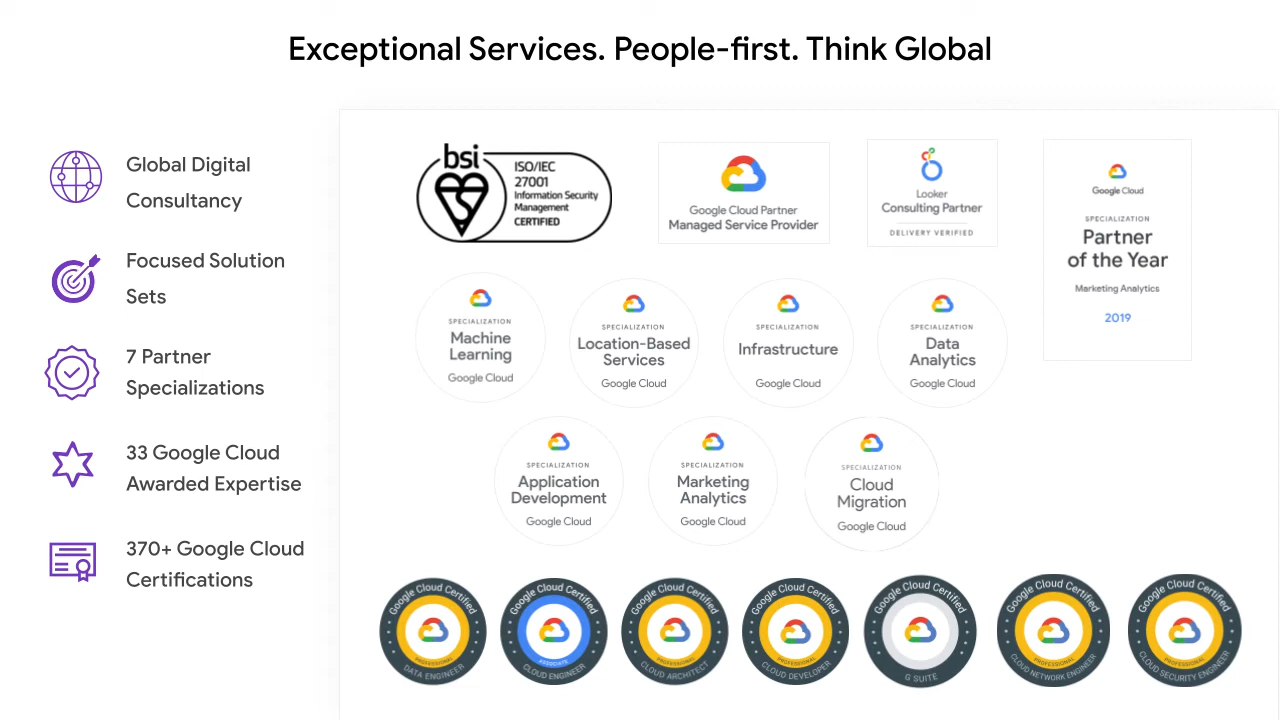 Exceptional Services. People-first. Think Global
Global Digital
Consultancy
Focused Solution
Sets
7 Partner
Specializations
33 Google Cloud
Awarded Expertise
370+ Google Cloud
Certifications
bsi
ISO/IEC
27001
Information Security
Management
CERTIFIED
Google Cloud Partner
Managed Service Provider
Looker
Consulting Partner
DELIVERY VERIFIED
Google Cloud
SPECIALIZATION
Partner
of the Year
Marketing Analytics
2019
SPECIALIZATION
Machine
Learning
Google Cloud
SPECIALIZATION
Location-Based
Services
Google Cloud
SPECIALIZATION
Infrastructure
Google Cloud
SPECIALIZATION
Data
Analytics
Google Cloud
SPECIALIZATION
Application
Development
Google Cloud
SPECIALIZATION
Marketing
Analytics
Google Cloud
SPECIALIZATION
Cloud
Migration
Google Cloud
Google Cloud Certified
PROFESSIONAL
DATA ENGINEER
Google Cloud Certified
ASSOCIATE
CLOUD ENGINEER
Google Cloud Certified
PROFESSIONAL
CLOUD ARCHITECT
Google Cloud Certified
PROFESSIONAL
CLOUD DEVELOPER
Google Cloud Certified
G SUITE
Google Cloud Certified
PROFESSIONAL
CLOUD NETWORK ENGINEER
Google Cloud Certified
PROFESSIONAL
CLOUD SECURITY ENGINEER